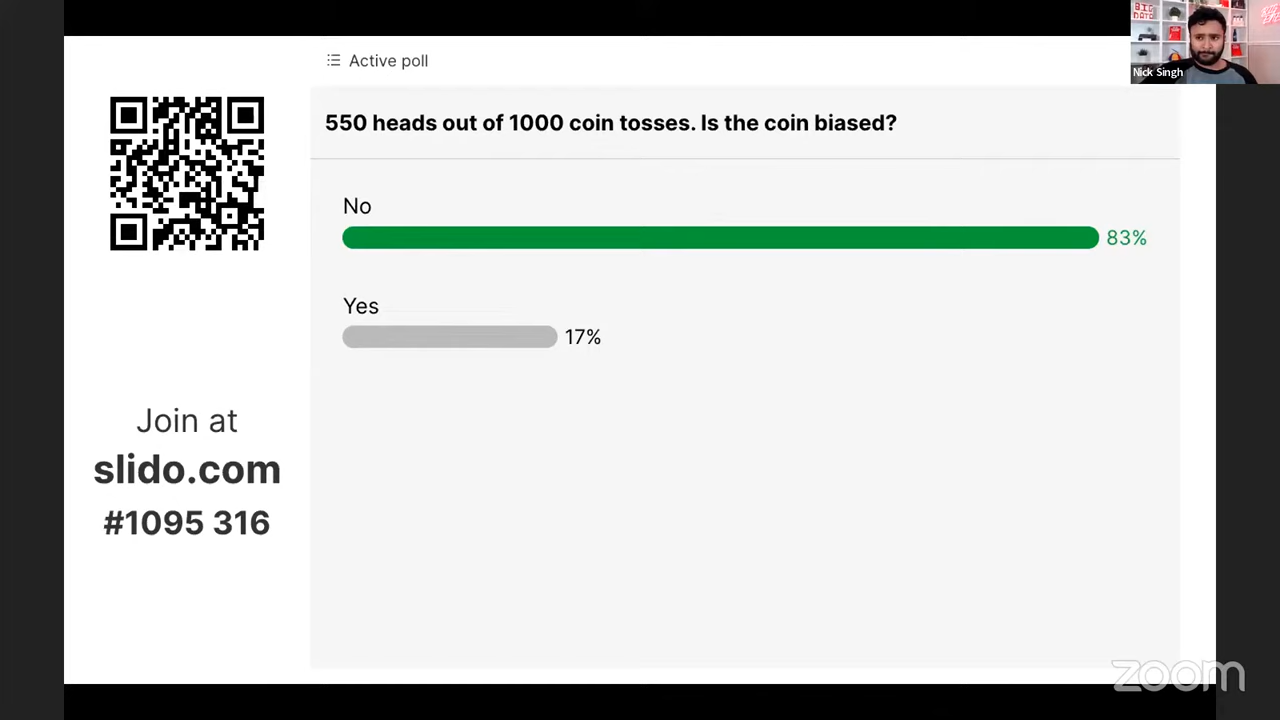 Active poll
Nick Singh
550 heads out of 1000 coin tosses. Is the coin biased?
No
83%
Yes
17%
Join at
slido.com
#1095 316
zoom